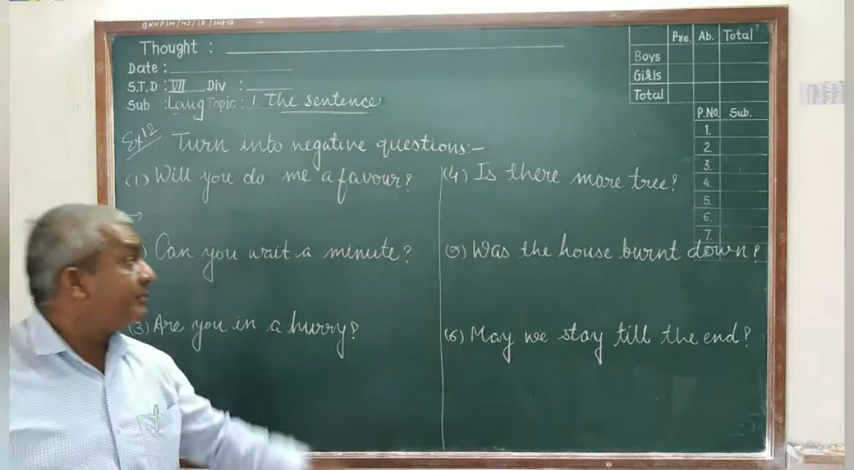 Thought :
Date :
S.T.D : VII Div :
Sub : Lang Topic : 1 The sentence
Pre. Ab. Total
Boys
Girls
Total
P.No. Sub.
1.
2.
3.
4.
5.
6.
7.
Ex 12 Turn into negative questions:-
(1) Will you do me a favour?
→
) Can you wait a minute?
(3) Are you in a hurry?
(4) Is there more tree?
(5) Was the house burnt down?
(6) May we stay till the end?